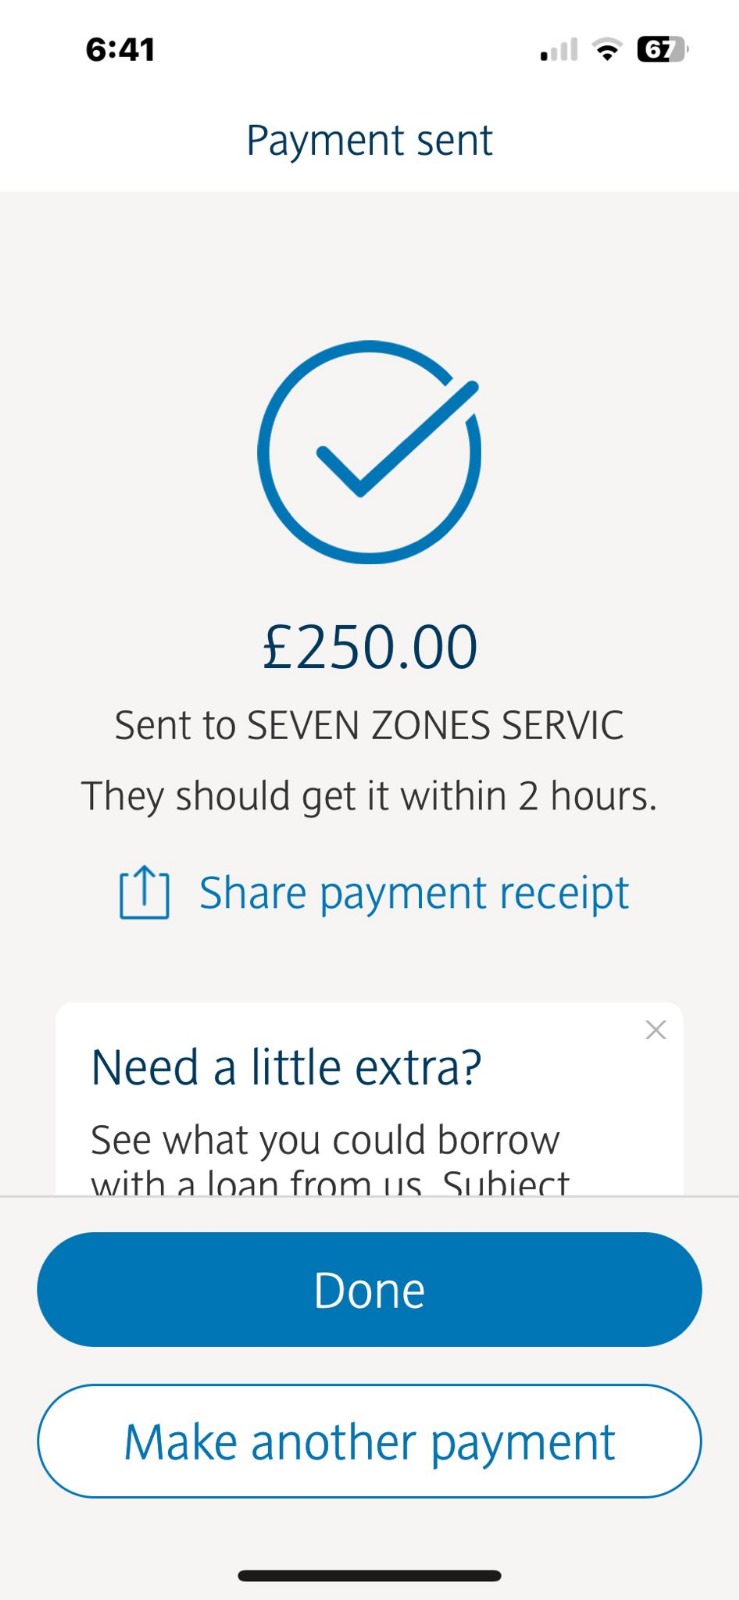 6:41
67
Payment sent
£250.00
Sent to SEVEN ZONES SERVIC
They should get it within 2 hours.
Share payment receipt
Need a little extra?
See what you could borrow
with a loan from us. Subject
Done
Make another payment